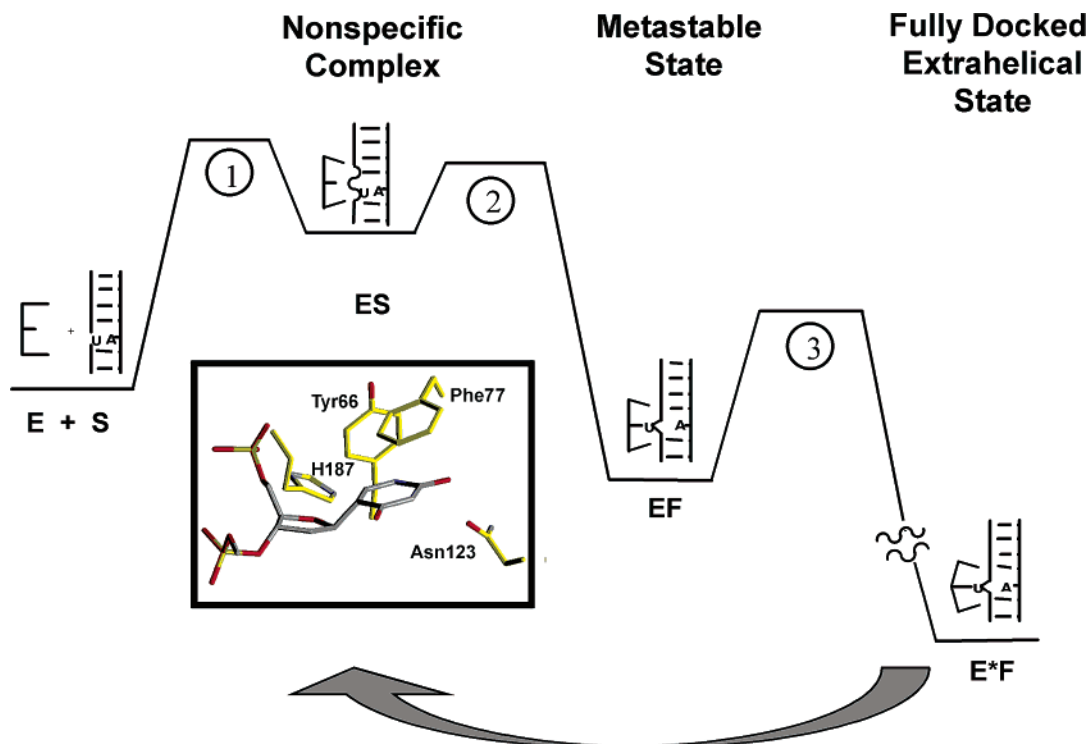 Nonspecific
Complex
Metastable
State
Fully Docked
Extrahelical
State
1
U A
2
+
U A
E + S
ES
Tyr66
Phe77
H187
Asn123
U A
EF
3
U A
E*F